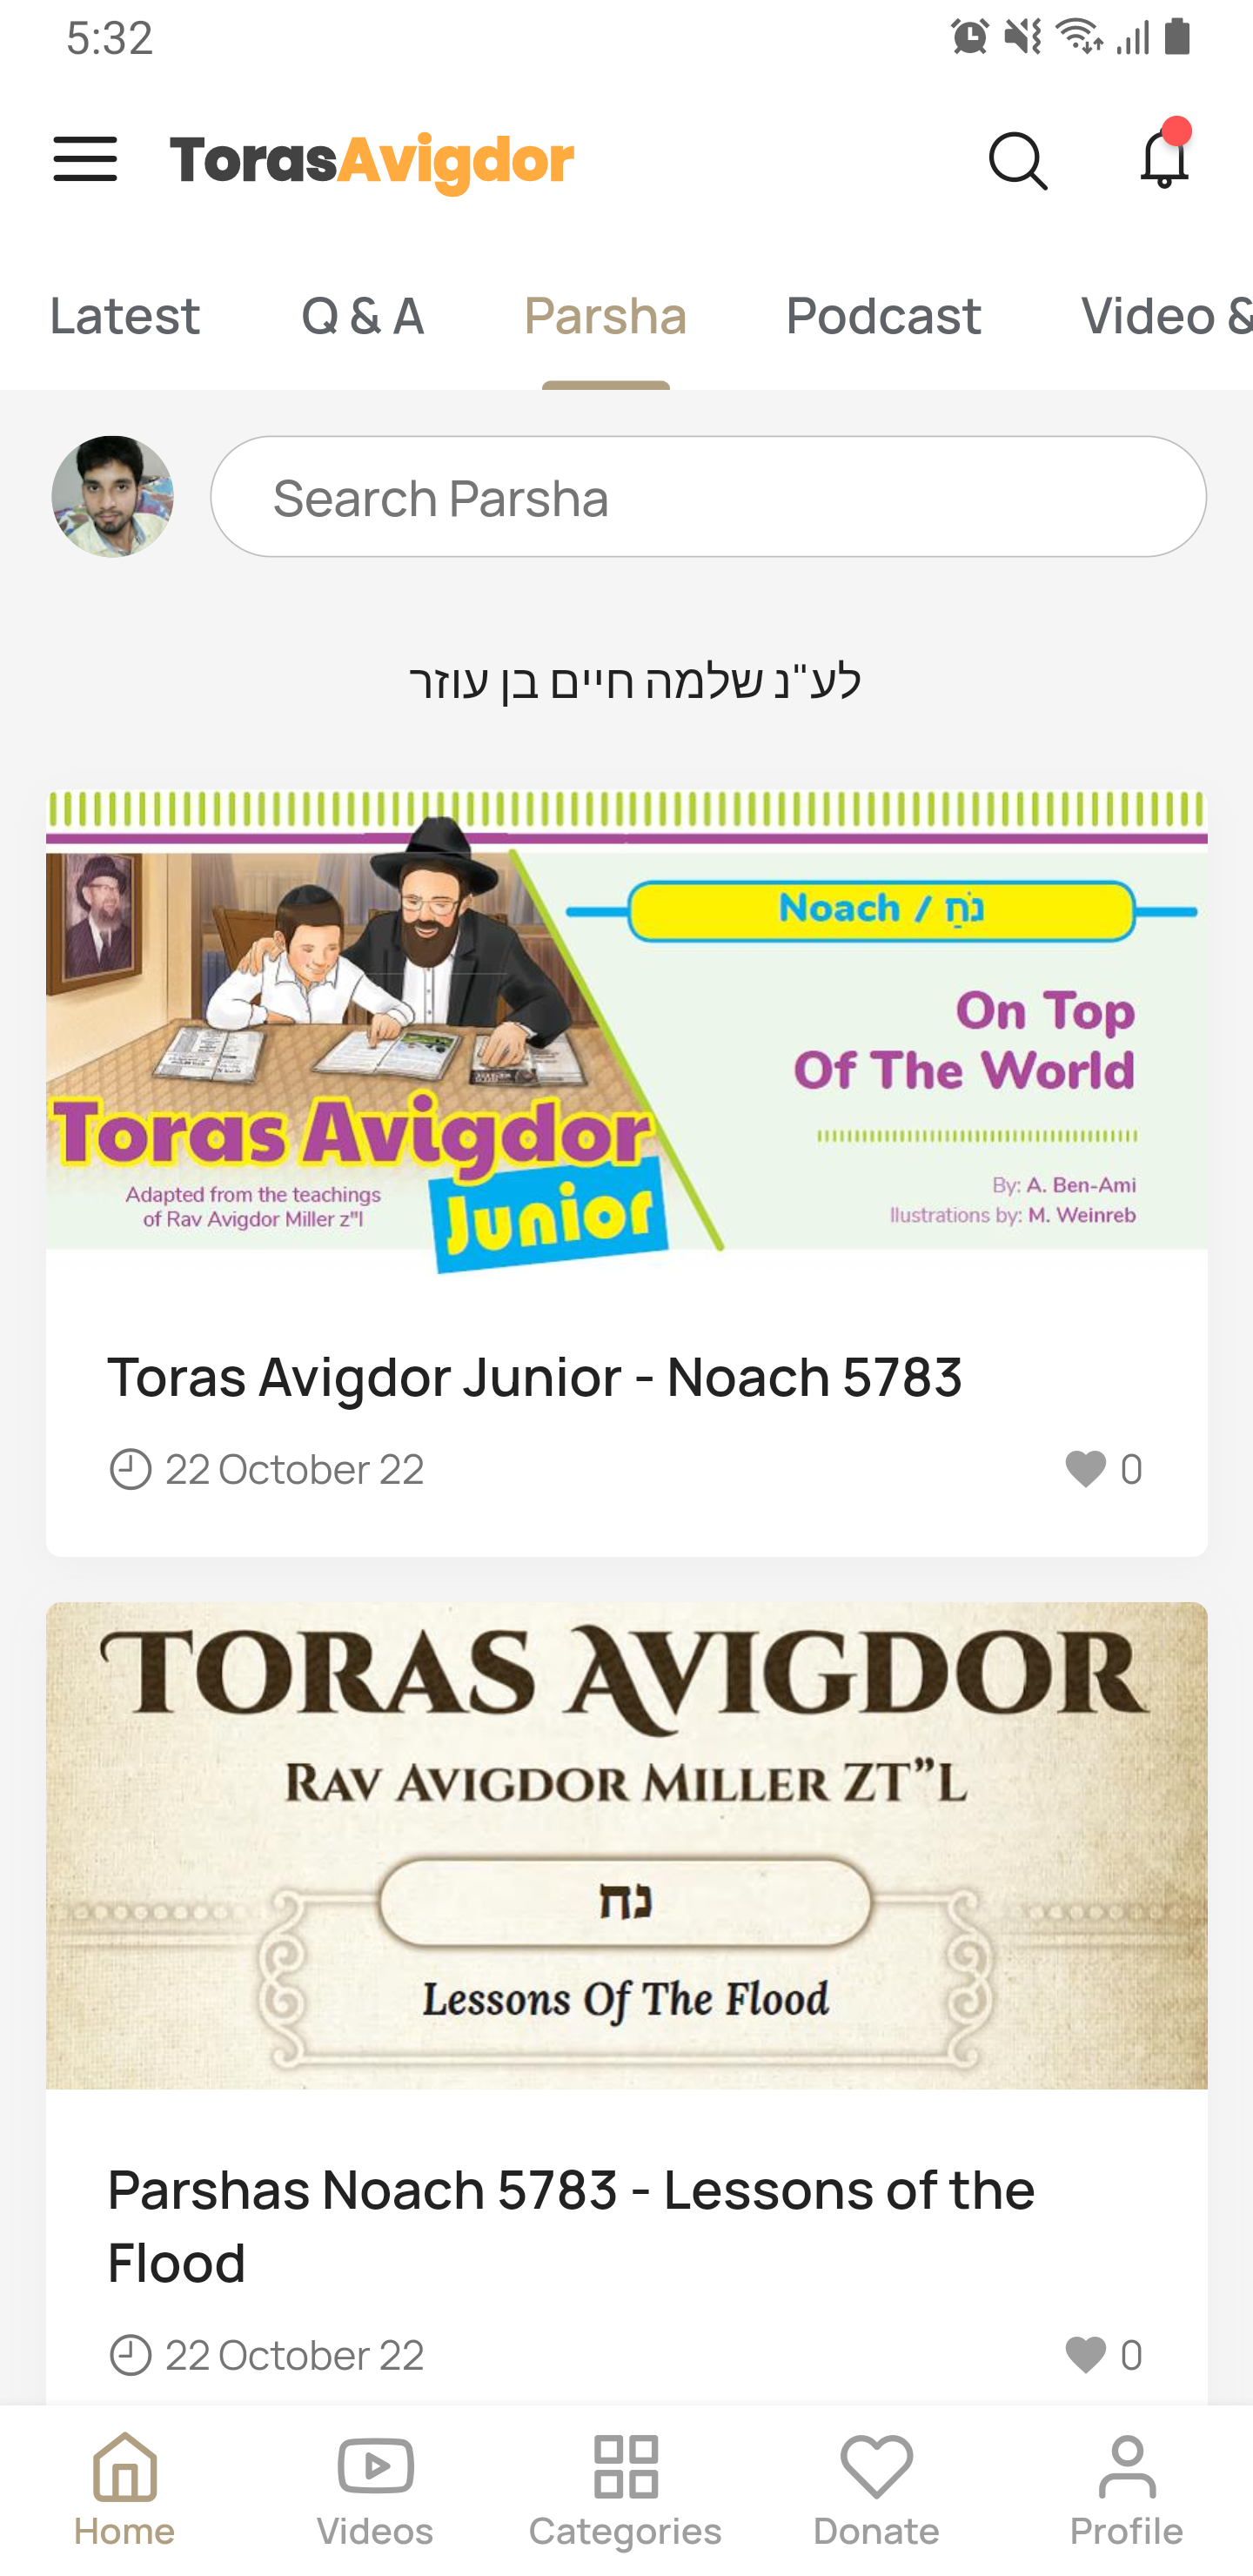 5:32
TorasAvigdor
Latest Q & A Parsha Podcast Video &
Search Parsha
לע"נ שלמה חיים בן עוזר
Noach / נֹחַ
On Top
Of The World
Toras Avigdor
Junior
Adapted from the teachings
of Rav Avigdor Miller z"l
By: A. Ben-Ami
llustrations by: M. Weinreb
Toras Avigdor Junior - Noach 5783
22 October 22 0
TORAS AVIGDOR
RAV AVIGDOR MILLER ZT”L
נח
Lessons Of The Flood
Parshas Noach 5783 - Lessons of the
Flood
22 October 22 0
Home Videos Categories Donate Profile